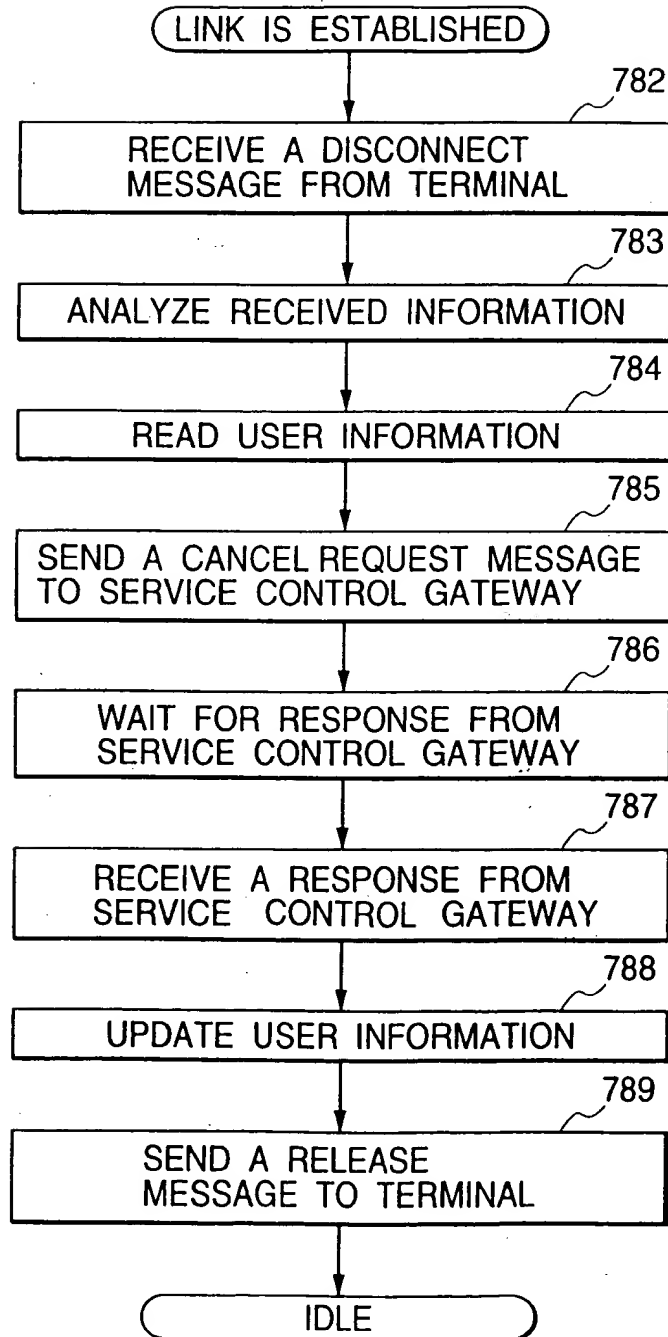 LINK IS ESTABLISHED
782
RECEIVE A DISCONNECT
MESSAGE FROM TERMINAL
783
ANALYZE RECEIVED INFORMATION
784
READ USER INFORMATION
785
SEND A CANCEL REQUEST MESSAGE
TO SERVICE CONTROL GATEWAY
786
WAIT FOR RESPONSE FROM
SERVICE CONTROL GATEWAY
787
RECEIVE A RESPONSE FROM
SERVICE CONTROL GATEWAY
788
UPDATE USER INFORMATION
789
SEND A RELEASE
MESSAGE TO TERMINAL
IDLE